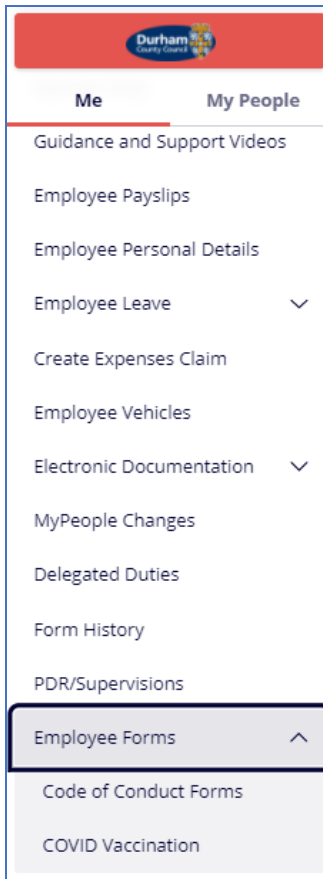 Durham
County Council
Me My People
Guidance and Support Videos
Employee Payslips
Employee Personal Details
Employee Leave
Create Expenses Claim
Employee Vehicles
Electronic Documentation
MyPeople Changes
Delegated Duties
Form History
PDR/Supervisions
Employee Forms
Code of Conduct Forms
COVID Vaccination